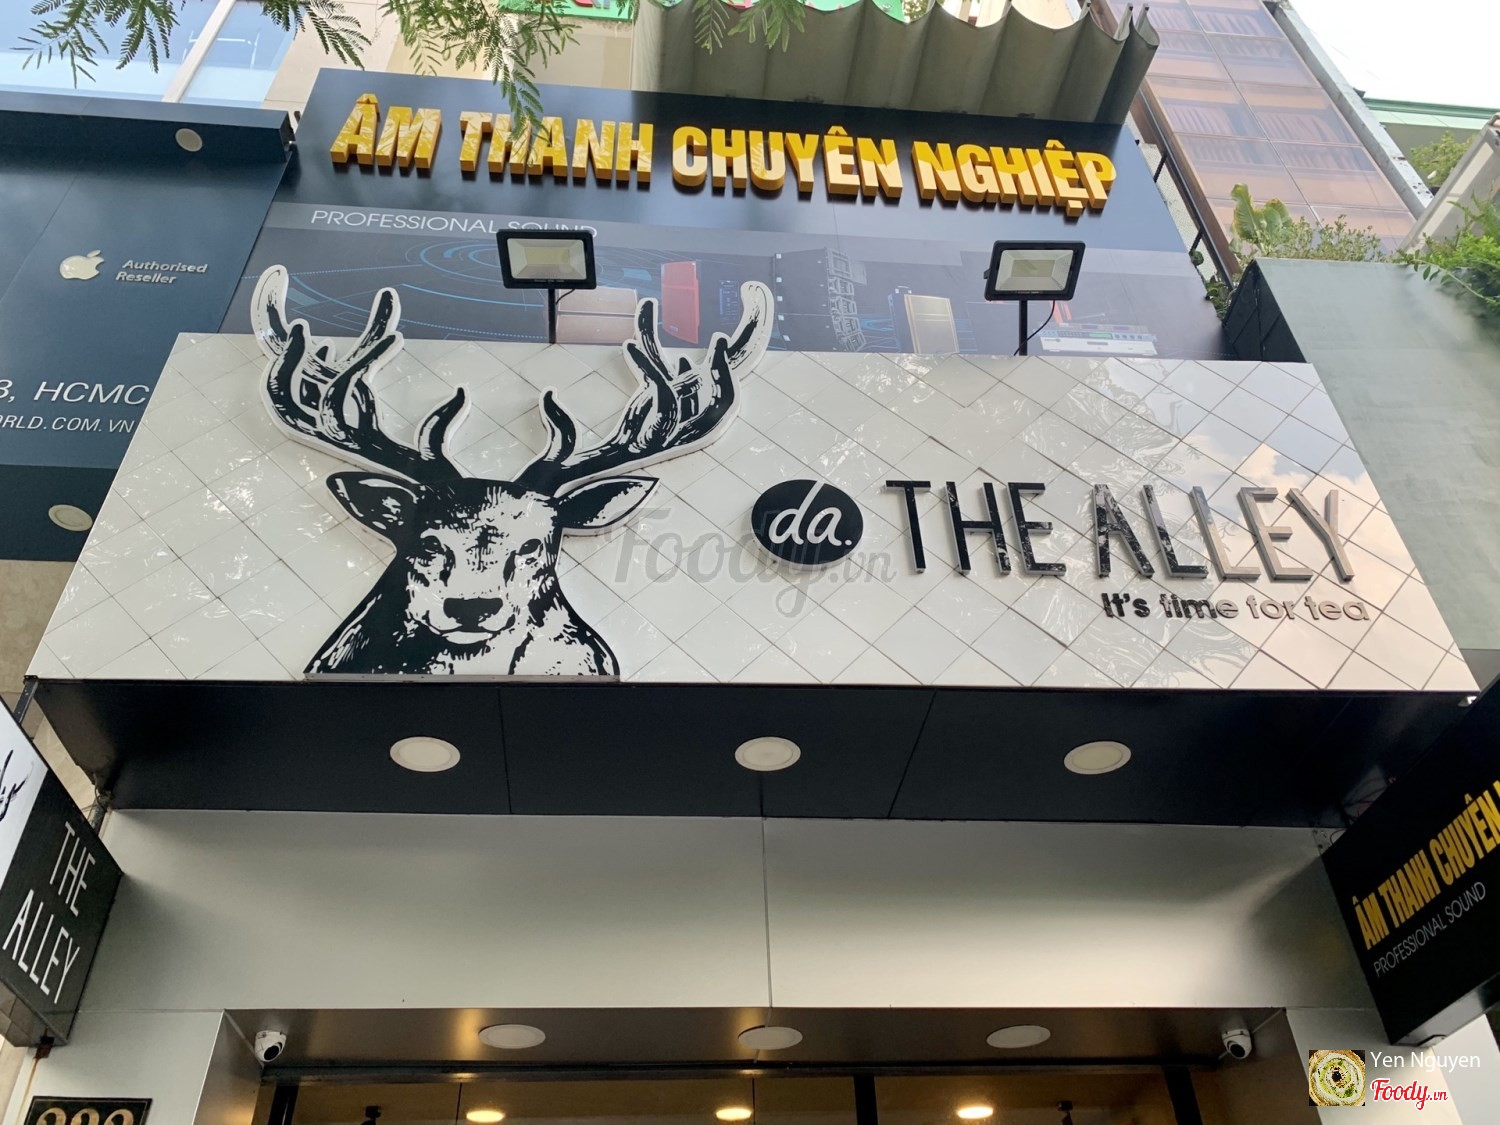 ÂM THANH CHUYÊN NGHIỆP
PROFESSIONAL SOUND
Authorised
Reseller
3, HCMC
ORLD.COM.VN
da. THE ALLEY
It's time for tea
Foody.vn
THE
ALLEY
ÂM THANH CHUYÊN
PROFESSIONAL SOUND
Yen Nguyen
Foody.vn